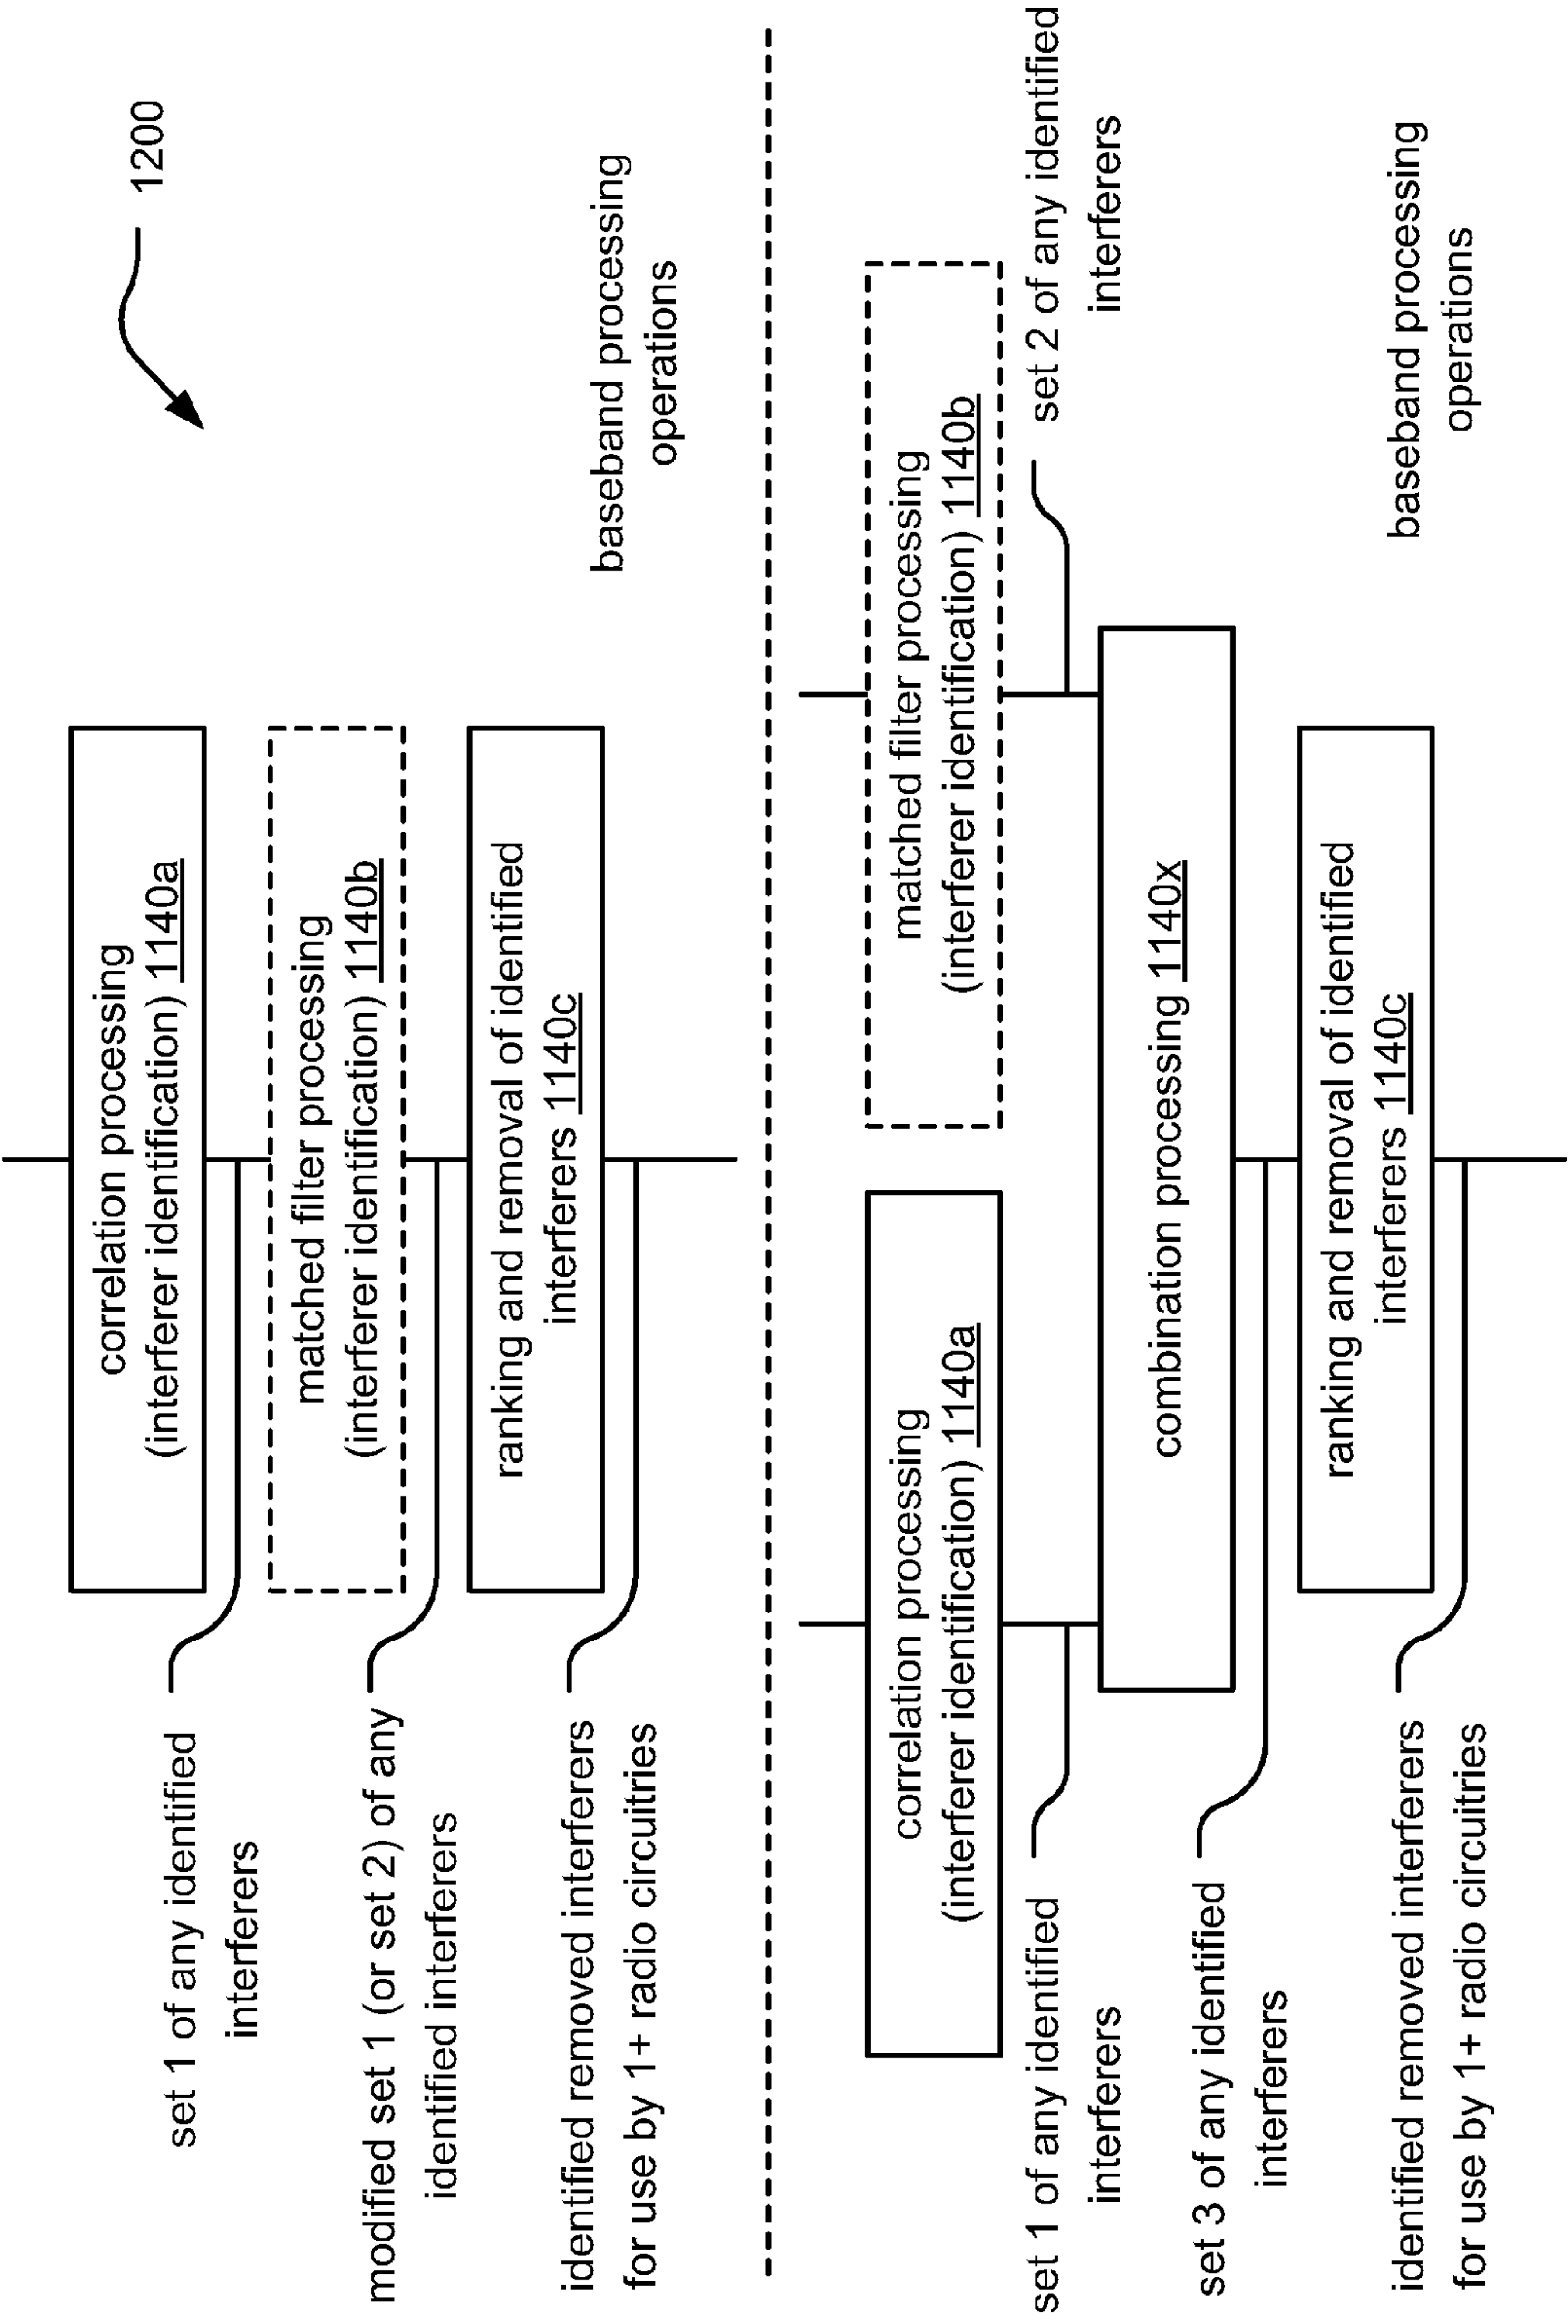 1200
correlation processing
(interferer identification) 1140a
set 1 of any identified
interferers
matched filter processing
(interferer identification) 1140b
modified set 1 (or set 2) of any
identified interferers
ranking and removal of identified
interferers 1140c
identified removed interferers
for use by 1+ radio circuitries
baseband processing
operations
correlation processing
(interferer identification) 1140a
matched filter processing
(interferer identification) 1140b
set 1 of any identified
interferers
set 2 of any identified
interferers
combination processing 1140x
set 3 of any identified
interferers
ranking and removal of identified
interferers 1140c
identified removed interferers
for use by 1+ radio circuitries
baseband processing
operations